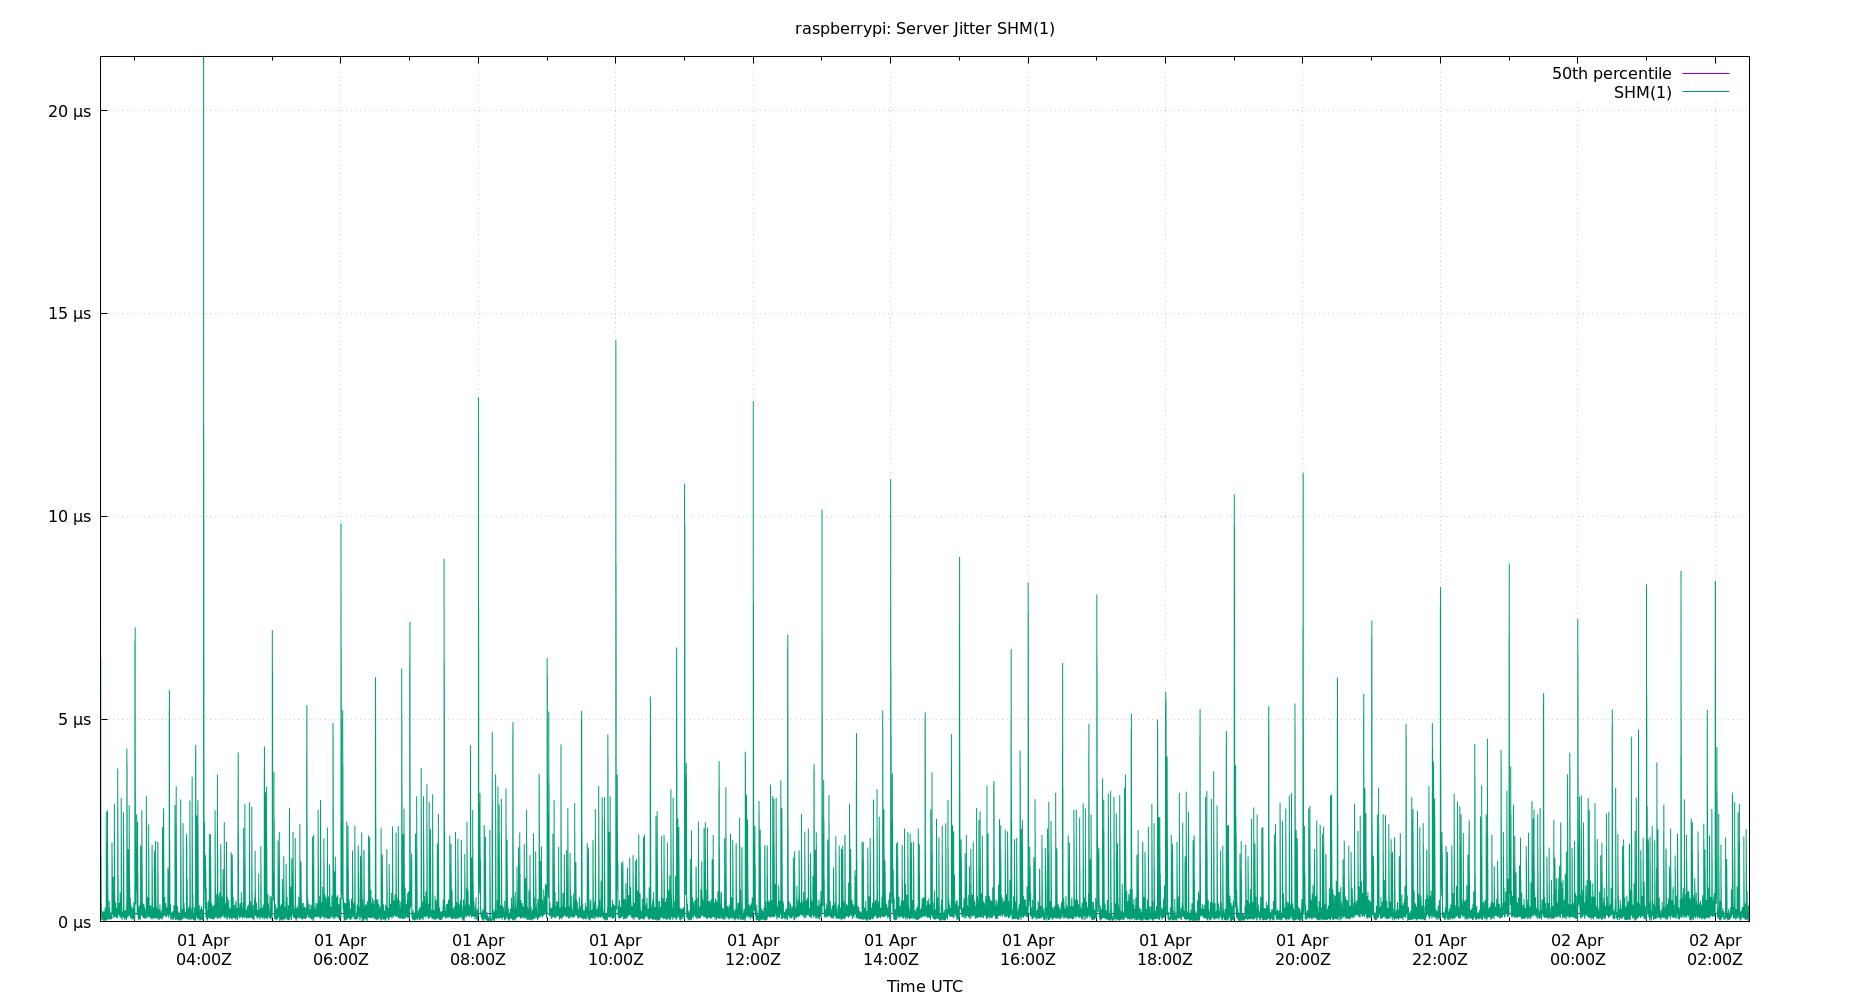 raspberrypi: Server Jitter SHM(1)
50th percentile
SHM(1)
20 µs
15 µs
10 µs
5 µs
0 µs
01 Apr 01 Apr 01 Apr 01 Apr 01 Apr 01 Apr 01 Apr 01 Apr 01 Apr 01 Apr 02 Apr 02 Apr
04:00Z 06:00Z 08:00Z 10:00Z 12:00Z 14:00Z 16:00Z 18:00Z 20:00Z 22:00Z 00:00Z 02:00Z
Time UTC